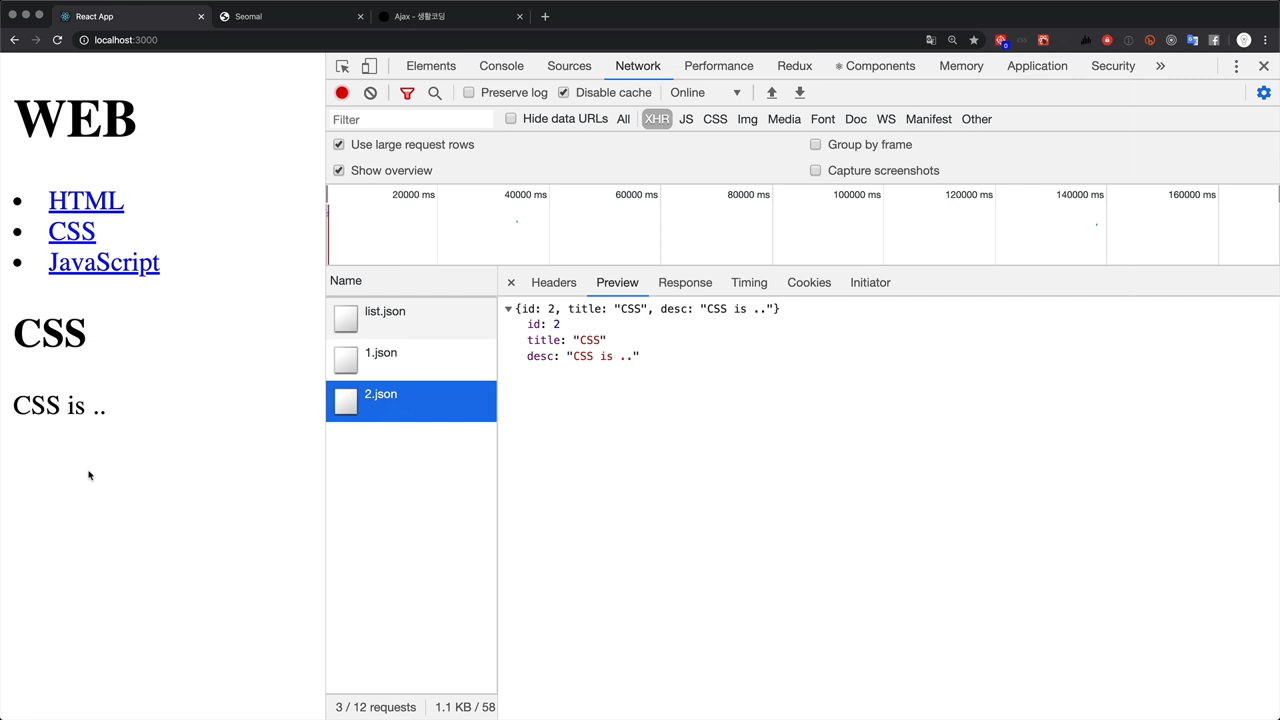 React App
Seomal
Ajax - 생활코딩
localhost:3000
WEB
HTML
CSS
JavaScript
CSS
CSS is ..
Elements Console Sources Network Performance Redux Components Memory Application Security
Preserve log Disable cache Online
Filter Hide data URLs All XHR JS CSS Img Media Font Doc WS Manifest Other
Use large request rows Group by frame
Show overview Capture screenshots
20000 ms 40000 ms 60000 ms 80000 ms 100000 ms 120000 ms 140000 ms 160000 ms
Name
list.json
1.json
2.json
Headers Preview Response Timing Cookies Initiator
{id: 2, title: "CSS", desc: "CSS is .."}
id: 2
title: "CSS"
desc: "CSS is .."
3 / 12 requests 1.1 KB / 58